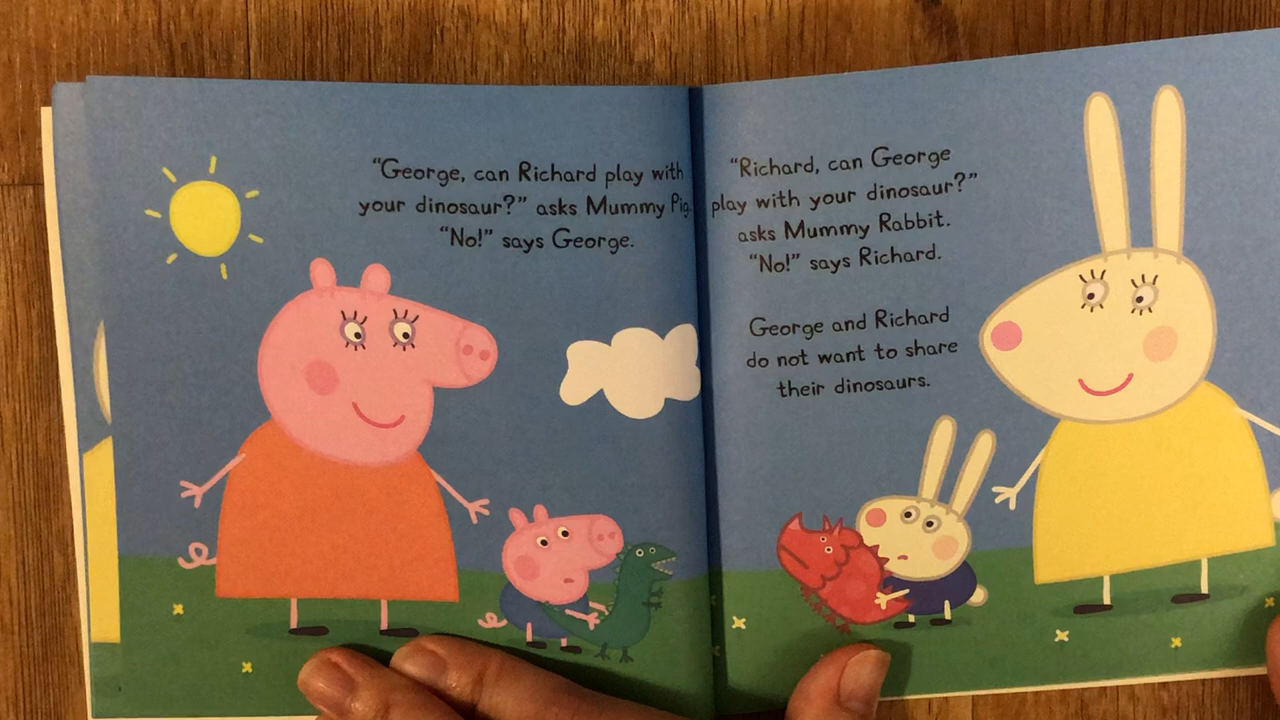 “George, can Richard play with
your dinosaur?” asks Mummy Pig.
“No!” says George.
“Richard, can George
play with your dinosaur?”
asks Mummy Rabbit.
“No!” says Richard.
George and Richard
do not want to share
their dinosaurs.